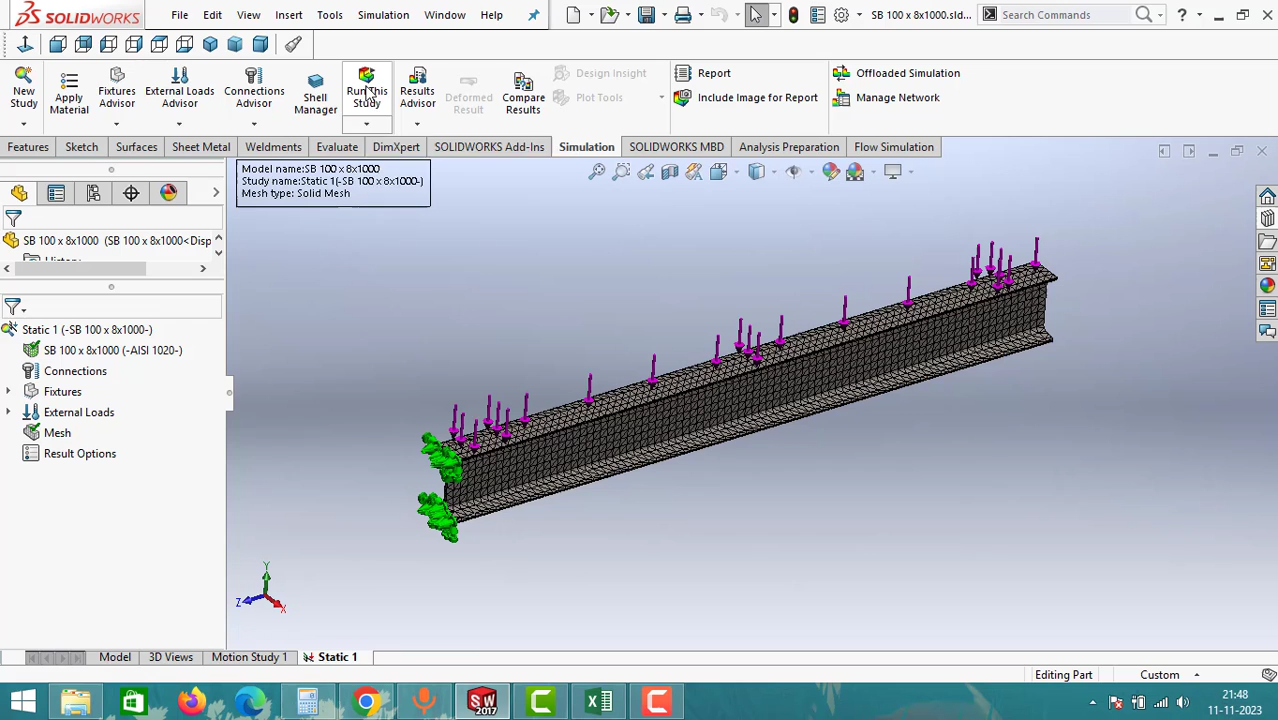 SOLIDWORKS File Edit View Insert Tools Simulation Window Help SB 100 x 8x1000.sld... Search Commands ?
New Study
Apply Material
Fixtures Advisor
External Loads Advisor
Connections Advisor
Shell Manager
Run This Study
Results Advisor
Deformed Result
Compare Results
Design Insight
Plot Tools
Report
Include Image for Report
Offloaded Simulation
Manage Network
Features Sketch Surfaces Sheet Metal Weldments Evaluate DimXpert SOLIDWORKS Add-Ins Simulation SOLIDWORKS MBD Analysis Preparation Flow Simulation
Model name:SB 100 x 8x1000
Study name:Static 1(-SB 100 x 8x1000-)
Mesh type: Solid Mesh
SB 100 x 8x1000 (SB 100 x 8x1000<Disp
History
Static 1 (-SB 100 x 8x1000-)
SB 100 x 8x1000 (-AISI 1020-)
Connections
Fixtures
External Loads
Mesh
Result Options
Y
Z
X
Model 3D Views Motion Study 1 Static 1
Editing Part Custom
SW 2017
21:48
11-11-2023